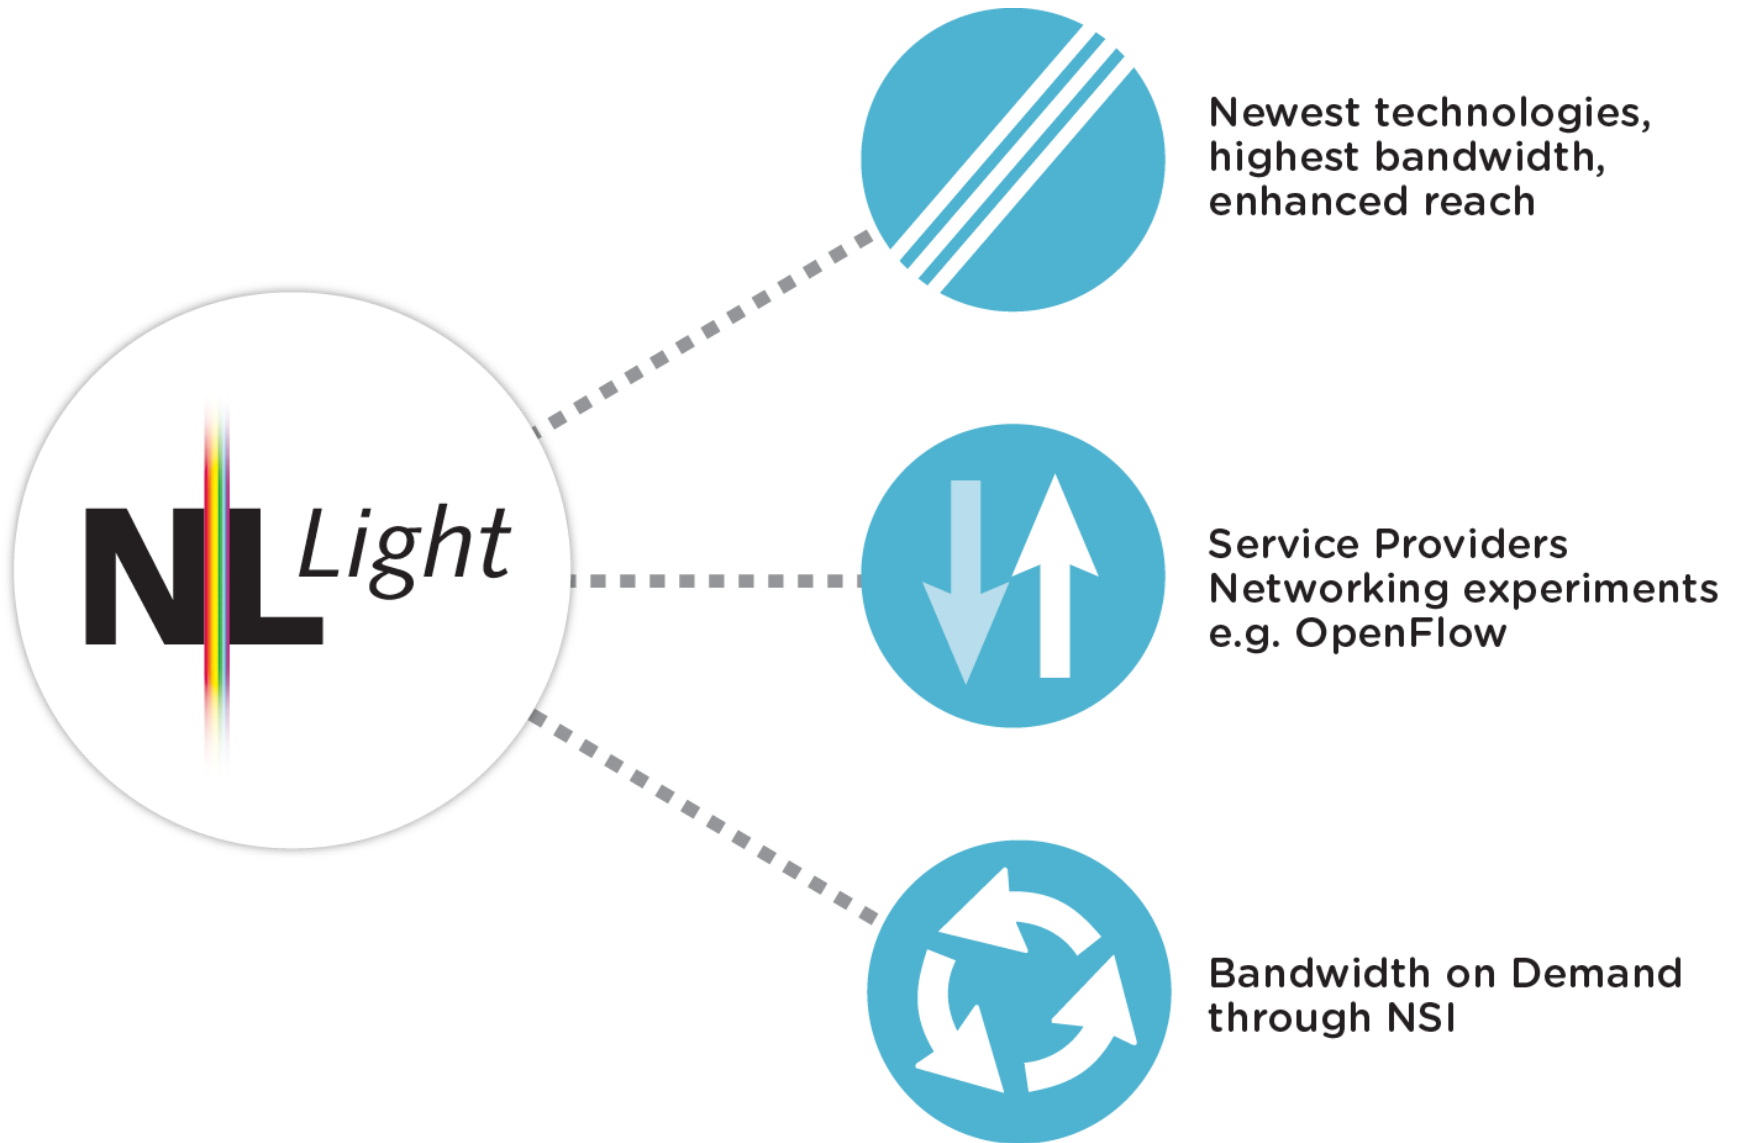 NL Light
Newest technologies,
highest bandwidth,
enhanced reach
Service Providers
Networking experiments
e.g. OpenFlow
Bandwidth on Demand
through NSI